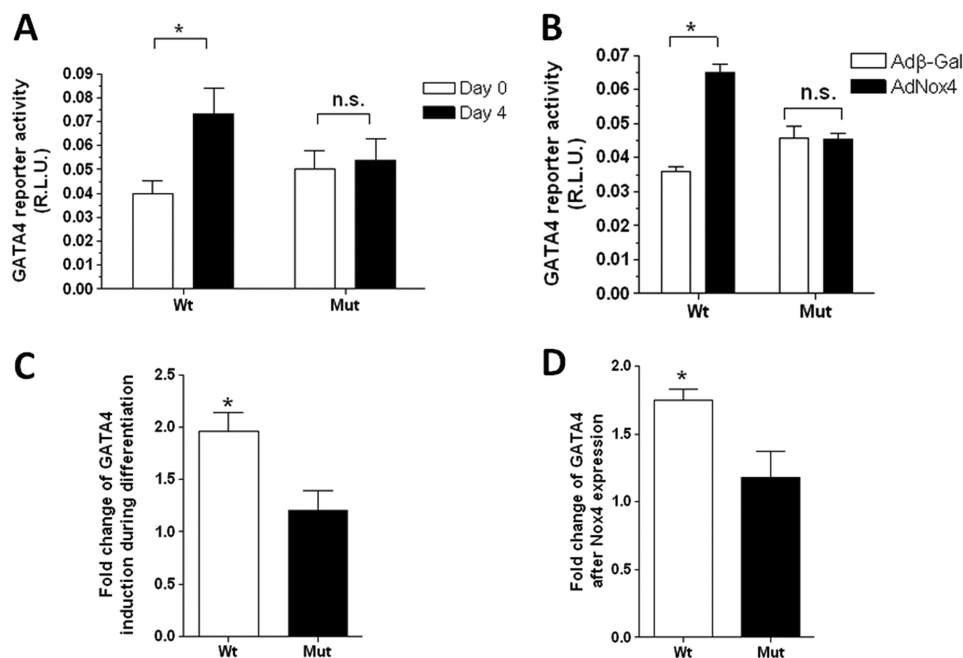 A
*
GATA4 reporter activity
(R.L.U.)
0.09
0.08
0.07
0.06
0.05
0.04
0.03
0.02
0.01
0.00
n.s.
Day 0
Day 4
Wt
Mut
B
*
GATA4 reporter activity
(R.L.U.)
0.07
0.06
0.05
0.04
0.03
0.02
0.01
0.00
n.s.
Adβ-Gal
AdNox4
Wt
Mut
C
Fold change of GATA4
induction during differentiation
2.5
2.0
1.5
1.0
0.5
0.0
*
Wt
Mut
D
Fold change of GATA4
after Nox4 expression
2.0
1.5
1.0
0.5
0.0
*
Wt
Mut